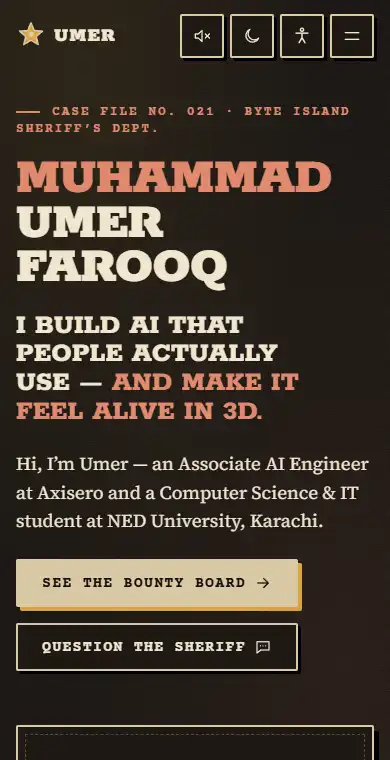 UMER
CASE FILE NO. 021 · BYTE ISLAND
SHERIFF'S DEPT.
MUHAMMAD
UMER
FAROOQ
I BUILD AI THAT
PEOPLE ACTUALLY
USE — AND MAKE IT
FEEL ALIVE IN 3D.
Hi, I’m Umer — an Associate AI Engineer
at Axisero and a Computer Science & IT
student at NED University, Karachi.
SEE THE BOUNTY BOARD →
QUESTION THE SHERIFF